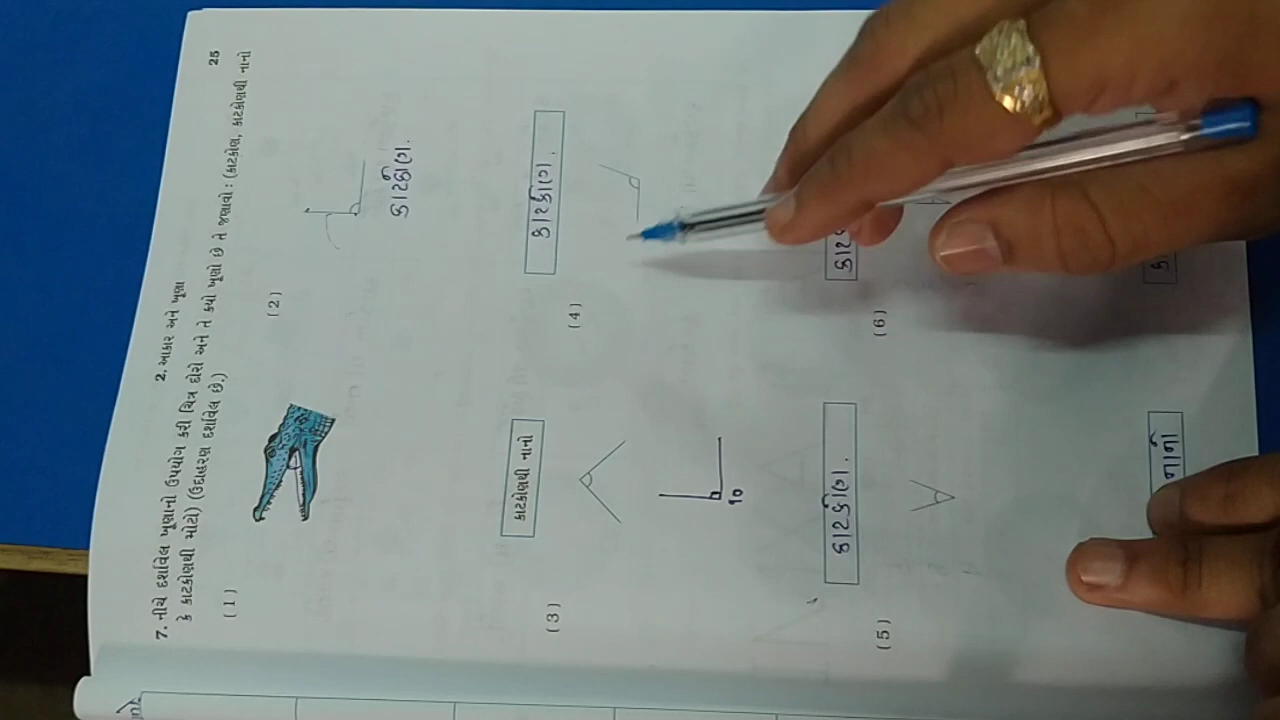 2. આકાર અને ખૂણા
25
7. નીચે દર્શાવેલ ખૂણાનો ઉપયોગ કરી ચિત્ર દોરો અને તે કયો ખૂણો છે તે જણાવો : (કાટકોણ, કાટકોણથી નાનો
કે કાટકોણથી મોટો) (ઉદાહરણ દર્શાવેલ છે.)
(1)
(2)
કાટકોણ.
કાટકોણથી નાનો
કાટકોણ.
(3)
(4)
૧૦
કાટકોણ.
(5)
(6)
નાનો